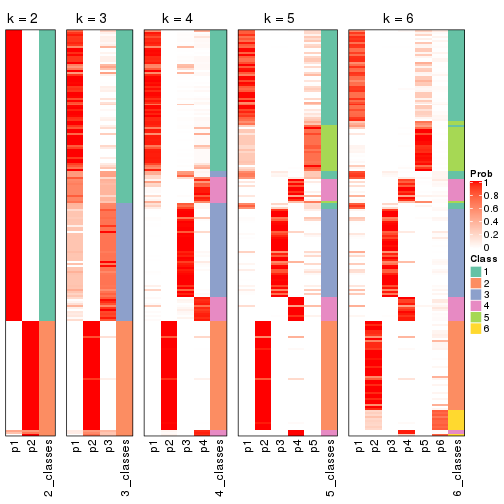 k = 2
k = 3
k = 4
k = 5
k = 6
p1
p2
2_classes
p1
p2
p3
3_classes
p1
p2
p3
p4
4_classes
p1
p2
p3
p4
p5
5_classes
p1
p2
p3
p4
p5
p6
6_classes
Prob
1
0.8
0.6
0.4
0.2
0
Class
1
2
3
4
5
6